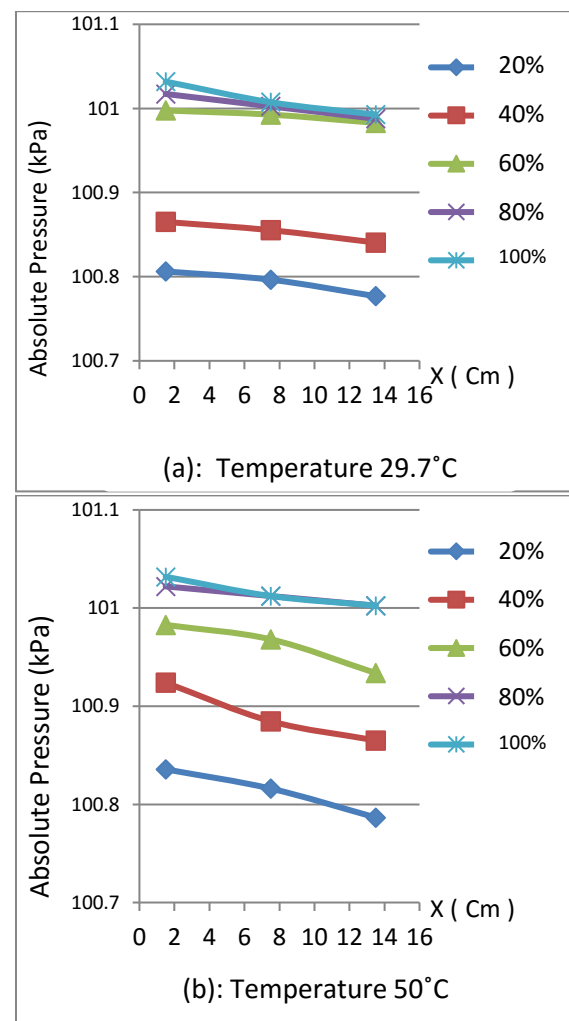 101.1
101
100.9
100.8
100.7
Absolute Pressure (kPa)
0 2 4 6 8 10 12 14 16
X ( Cm )
20%
40%
60%
80%
100%
(a): Temperature 29.7˚C
101.1
101
100.9
100.8
100.7
Absolute Pressure (kPa)
0 2 4 6 8 10 12 14 16
X ( Cm )
20%
40%
60%
80%
100%
(b): Temperature 50˚C